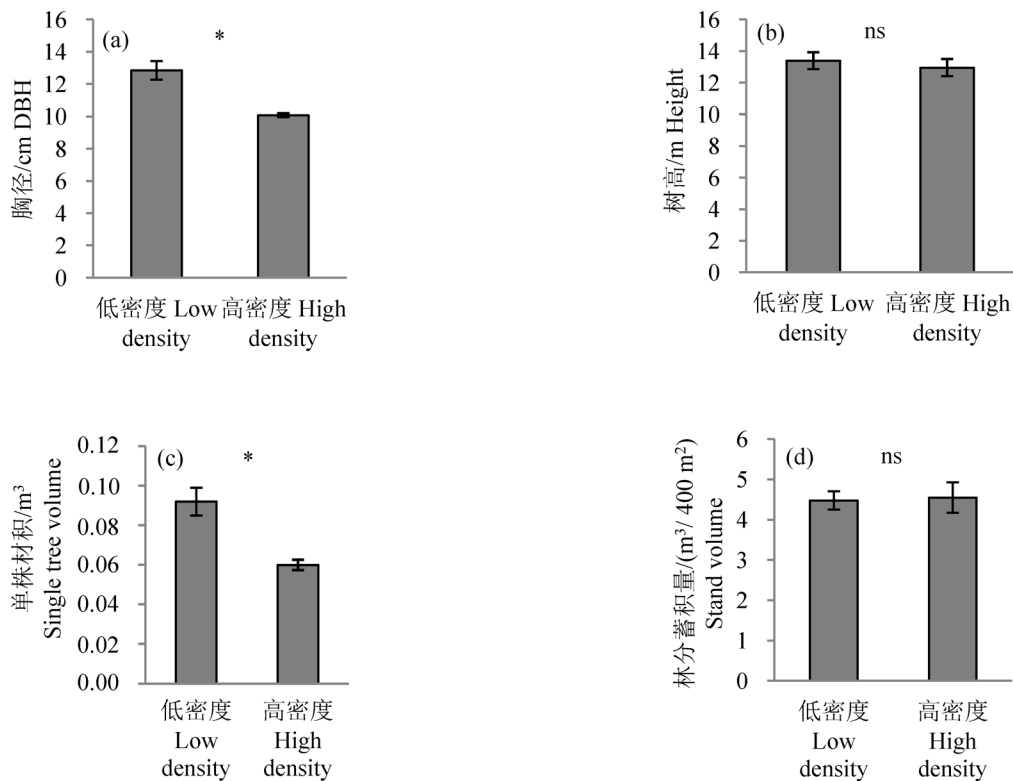 (a)
*
胸径/cm DBH
16
14
12
10
8
6
4
2
0
低密度 Low density
高密度 High density
(b)
ns
树高/m Height
16
14
12
10
8
6
4
2
0
低密度 Low density
高密度 High density
(c)
*
单株材积/m³
Single tree volume
0.12
0.10
0.08
0.06
0.04
0.02
0.00
低密度
Low
density
高密度
High
density
(d)
ns
林分蓄积量/(m³/ 400 m²)
Stand volume
6
5
4
3
2
1
0
低密度
Low
density
高密度
High
density